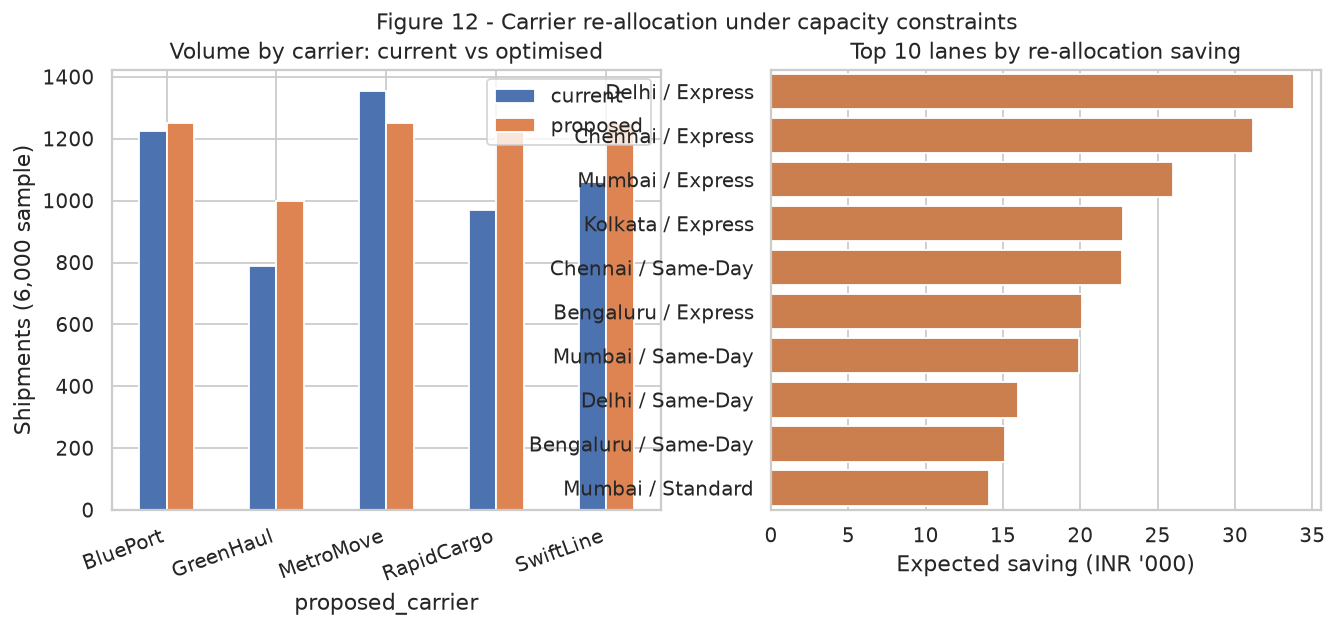 Figure 12 - Carrier re-allocation under capacity constraints
Volume by carrier: current vs optimised
Shipments (6,000 sample)
1400
1200
1000
800
600
400
200
0
current
proposed
BluePort
GreenHaul
MetroMove
RapidCargo
SwiftLine
proposed_carrier
Top 10 lanes by re-allocation saving
Delhi / Express
Chennai / Express
Mumbai / Express
Kolkata / Express
Chennai / Same-Day
Bengaluru / Express
Mumbai / Same-Day
Delhi / Same-Day
Bengaluru / Same-Day
Mumbai / Standard
0 5 10 15 20 25 30 35
Expected saving (INR '000)